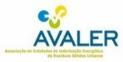 AVALER
Associação de Entidades de Valorização Energética
de Resíduos Sólidos Urbanos